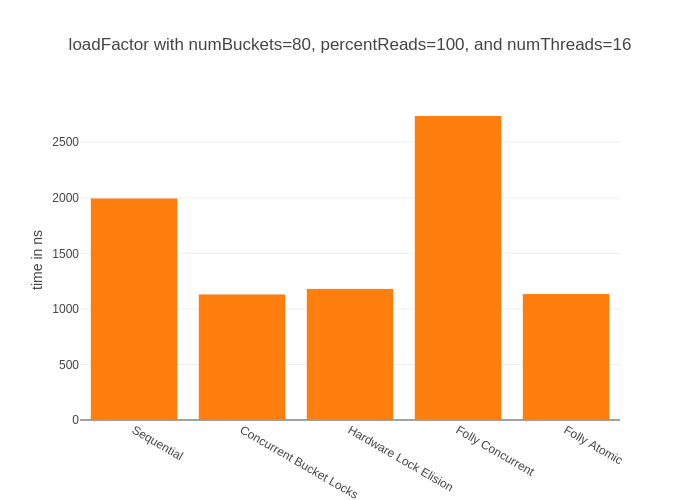 loadFactor with numBuckets=80, percentReads=100, and numThreads=16
time in ns
2500
2000
1500
1000
500
0
Sequential
Concurrent Bucket Locks
Hardware Lock Elision
Folly Concurrent
Folly Atomic